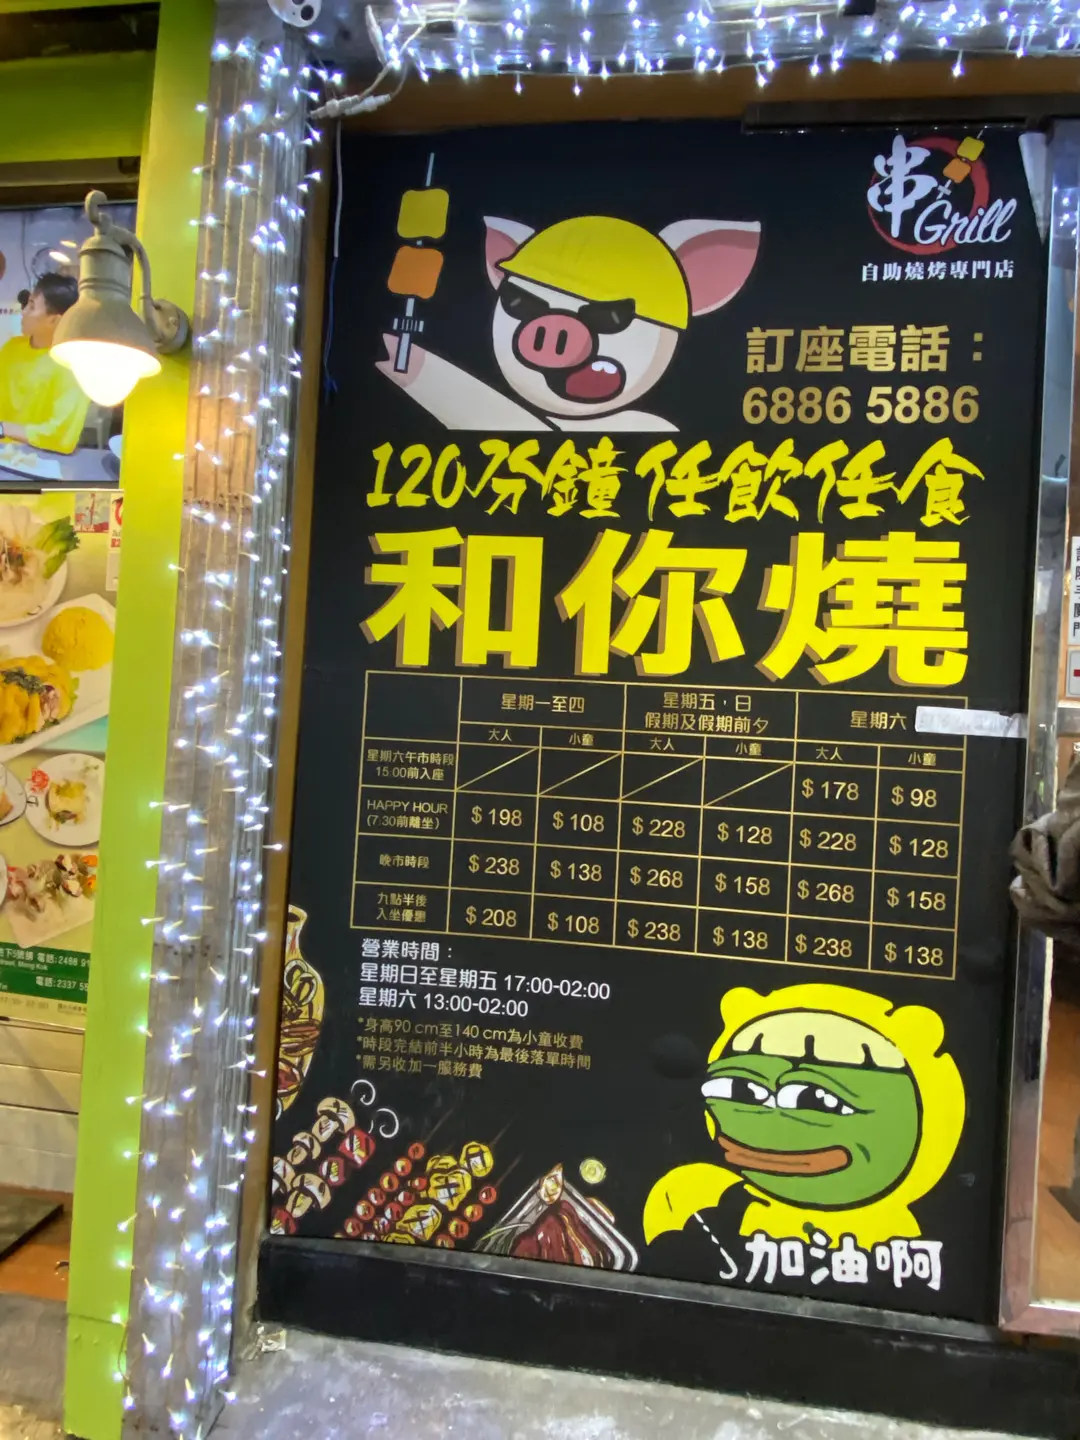 串
Grill
自助燒烤專門店
訂座電話：
6886 5886
120分鐘任飲任食
和你燒
星期一至四 星期五，日 假期及假期前夕 星期六
大人 小童 大人 小童 大人 小童
星期六午市時段 15:00前入座 $178 $98
HAPPY HOUR (7:30前離坐) $198 $108 $228 $128 $228 $128
晚市時段 $238 $138 $268 $158 $268 $158
九點半後 入坐優惠 $208 $108 $238 $138 $238 $138
營業時間：
星期日至星期五 17:00-02:00
星期六 13:00-02:00
*身高90 cm至140 cm為小童收費
*時段完結前半小時為最後落單時間
*需另收加一服務費
加油啊